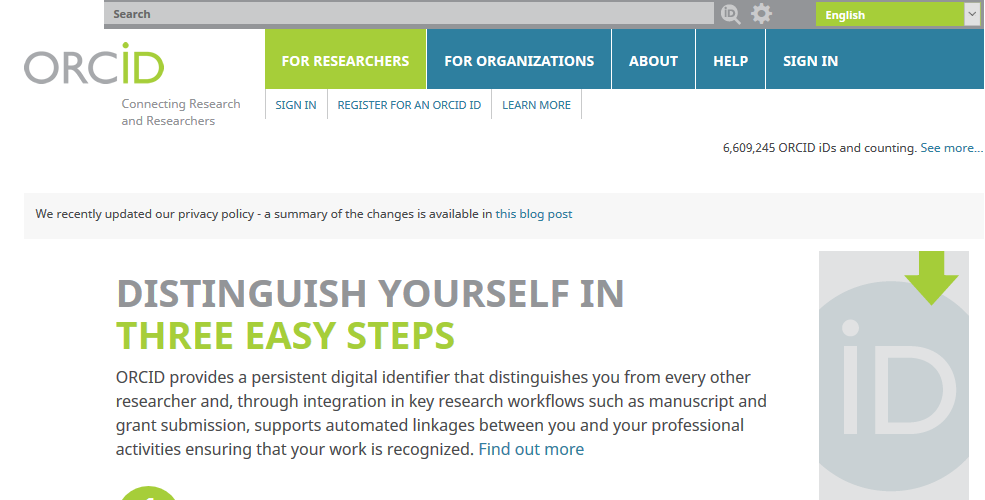 Search
English
ORCiD
Connecting Research
and Researchers
FOR RESEARCHERS
FOR ORGANIZATIONS
ABOUT
HELP
SIGN IN
SIGN IN
REGISTER FOR AN ORCID ID
LEARN MORE
6,609,245 ORCID iDs and counting. See more...
We recently updated our privacy policy - a summary of the changes is available in this blog post
DISTINGUISH YOURSELF IN
THREE EASY STEPS
ORCID provides a persistent digital identifier that distinguishes you from every other
researcher and, through integration in key research workflows such as manuscript and
grant submission, supports automated linkages between you and your professional
activities ensuring that your work is recognized. Find out more
iD